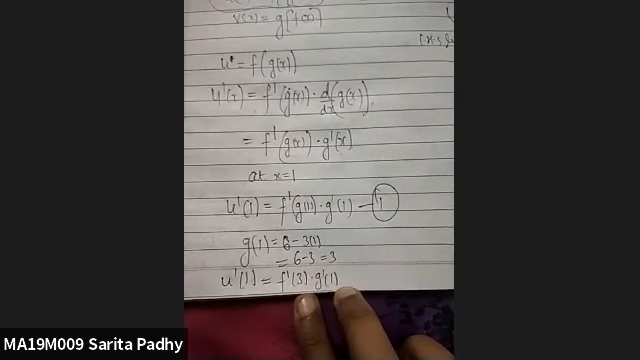 v(x) = g(f(x))
u = f(g(x))
u'(x) = f'(g(x)) · d/dx (g(x))
= f'(g(x)) · g'(x)
at x=1
u'(1) = f'(g(1)) · g'(1) — 1
g(1) = 6 - 3(1)
= 6-3 = 3
u'(1) = f'(3) · g'(1)
MA19M009 Sarita Padhy